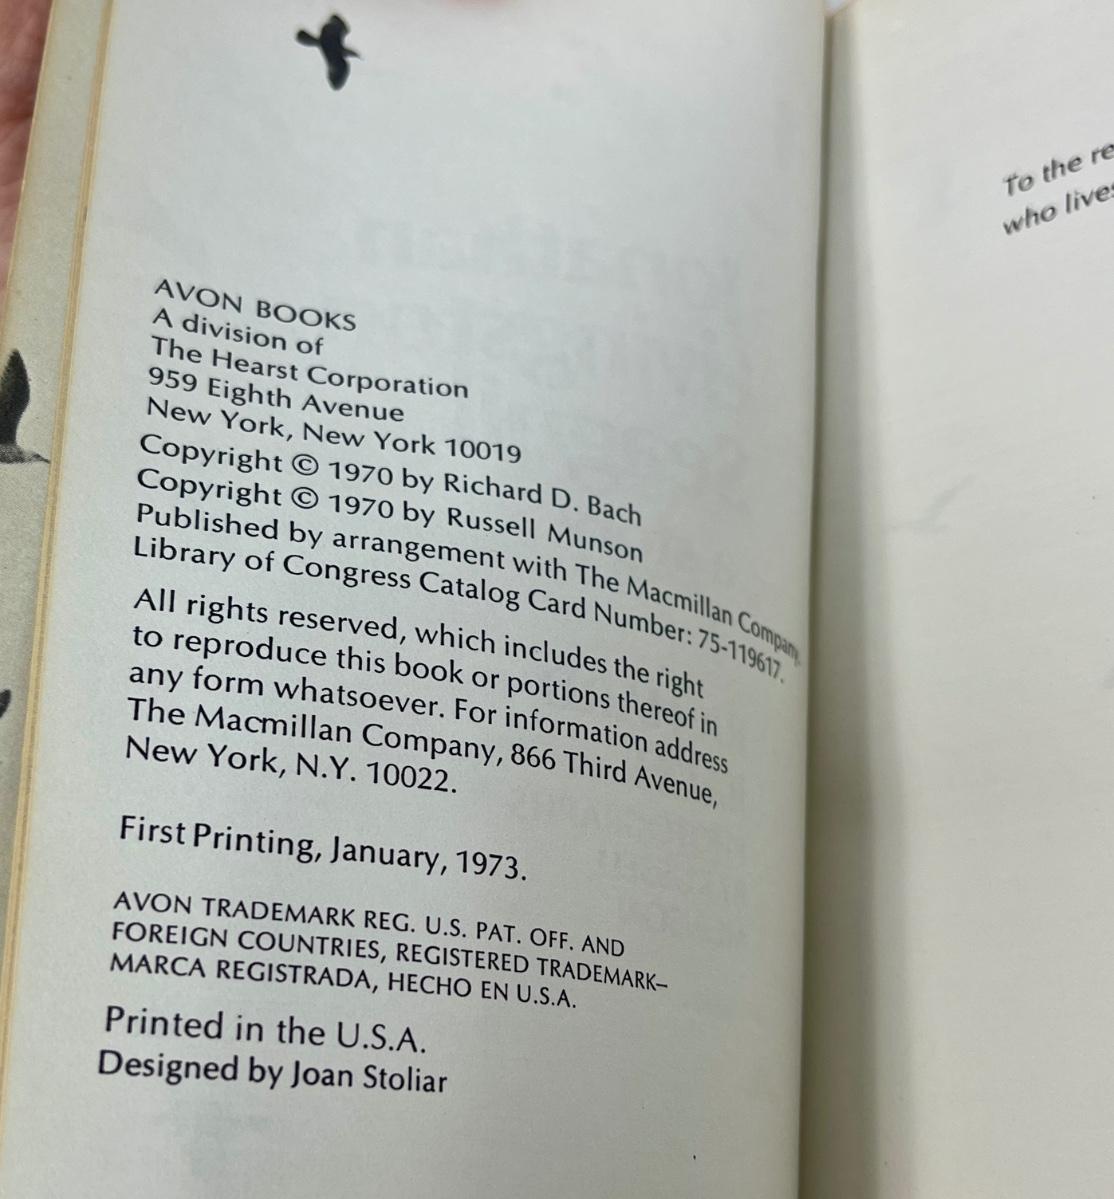 AVON BOOKS
A division of
The Hearst Corporation
959 Eighth Avenue
New York, New York 10019
Copyright © 1970 by Richard D. Bach
Copyright © 1970 by Russell Munson
Published by arrangement with The Macmillan Company.
Library of Congress Catalog Card Number: 75-119617.
All rights reserved, which includes the right
to reproduce this book or portions thereof in
any form whatsoever. For information address
The Macmillan Company, 866 Third Avenue,
New York, N.Y. 10022.
First Printing, January, 1973.
AVON TRADEMARK REG. U.S. PAT. OFF. AND
FOREIGN COUNTRIES, REGISTERED TRADEMARK—
MARCA REGISTRADA, HECHO EN U.S.A.
Printed in the U.S.A.
Designed by Joan Stoliar
To the
who lives